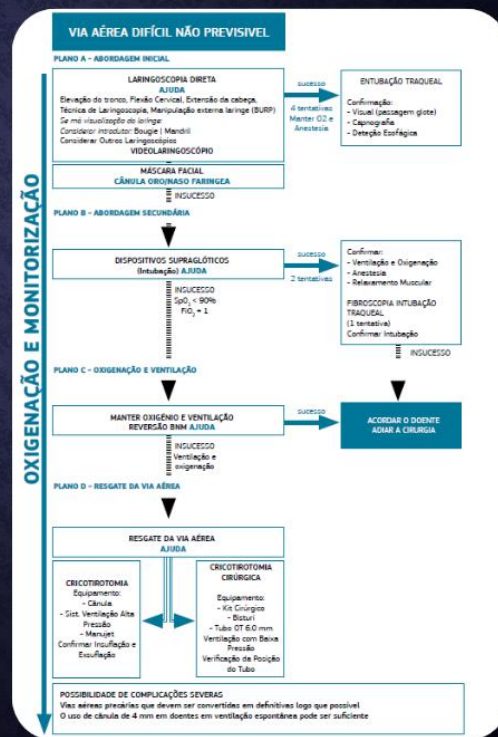 VIA AÉREA DIFÍCIL NÃO PREVISIVEL
OXIGENAÇÃO E MONITORIZAÇÃO
PLANO A - ABORDAGEM INICIAL
LARINGOSCOPIA DIRETA
AJUDA
Elevação do tronco, Flexão Cervical, Extensão da cabeça,
Técnica de Laringoscopia, Manipulação externa laringe (BURP)
Se má visualização da laringe:
Considerar introdutor: Bougie | Mandril
Considerar Outros Laringoscópios
VIDEOLARINGOSCÓPIO
sucesso
4 tentativas
Manter O2 e
Anestesia
ENTUBAÇÃO TRAQUEAL
Confirmação:
- Visual (passagem glote)
- Capnografia
- Deteção Esofágica
MÁSCARA FACIAL
CÂNULA ORO/NASO FARINGEA
INSUCESSO
PLANO B - ABORDAGEM SECUNDÁRIA
DISPOSITIVOS SUPRAGLÓTICOS
(Intubação) AJUDA
sucesso
2 tentativas
Confirmar:
- Ventilação e Oxigenação
- Anestesia
- Relaxamento Muscular
FIBROSCOPIA INTUBAÇÃO
TRAQUEAL
(1 tentativa)
Confirmar Intubação
INSUCESSO
SpO2 < 90%
FiO2 = 1
INSUCESSO
PLANO C - OXIGENAÇÃO E VENTILAÇÃO
MANTER OXIGÉNIO E VENTILAÇÃO
REVERSÃO BNM AJUDA
sucesso
ACORDAR O DOENTE
ADIAR A CIRURGIA
INSUCESSO
Ventilação e
oxigenação
PLANO D - RESGATE DA VIA AÉREA
RESGATE DA VIA AÉREA
AJUDA
CRICOTIROTOMIA
Equipamento:
- Cânula
- Sist. Ventilação Alta
Pressão
- Manujet
Confirmar Insuflação e
Exsuflação
CRICOTIROTOMIA
CIRÚRGICA
Equipamento:
- Kit Cirúrgico
- Bisturi
- Tubo OT 6.0 mm
Ventilação com Baixa
Pressão
Verificação da Posição
do Tubo
POSSIBILIDADE DE COMPLICAÇÕES SEVERAS
Vias aéreas precárias que devem ser convertidas em definitivas logo que possível
O uso de cânula de 4 mm em doentes em ventilação espontânea pode ser suficiente